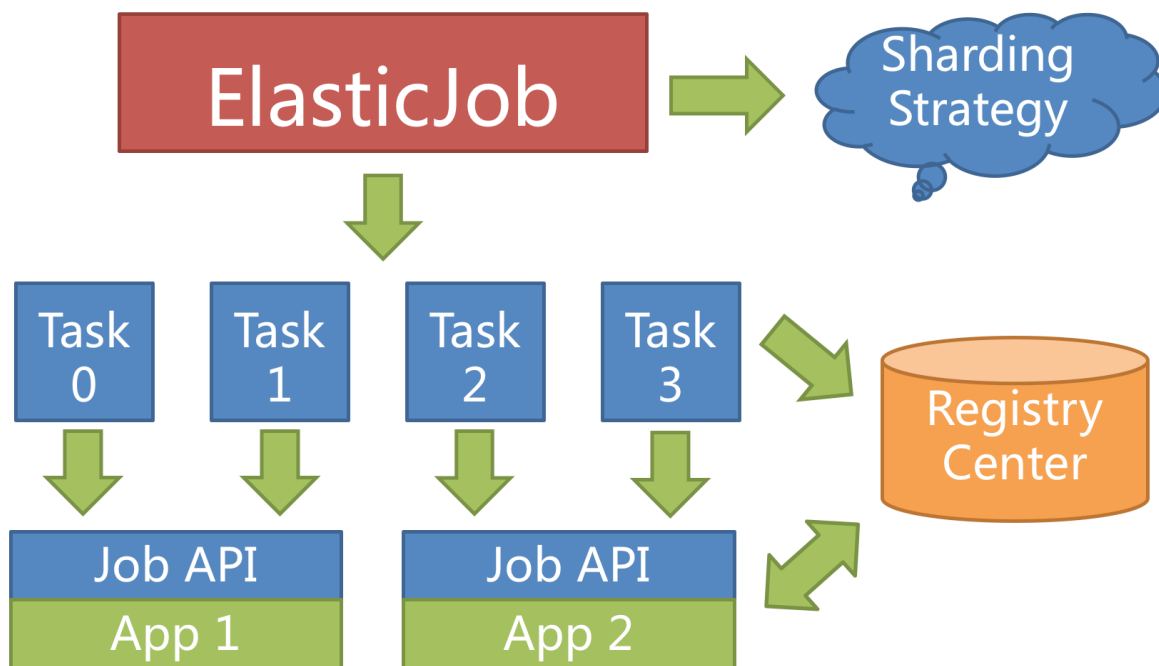 ElasticJob
Sharding
Strategy
Task
0
Task
1
Task
2
Task
3
Registry
Center
Job API
App 1
Job API
App 2